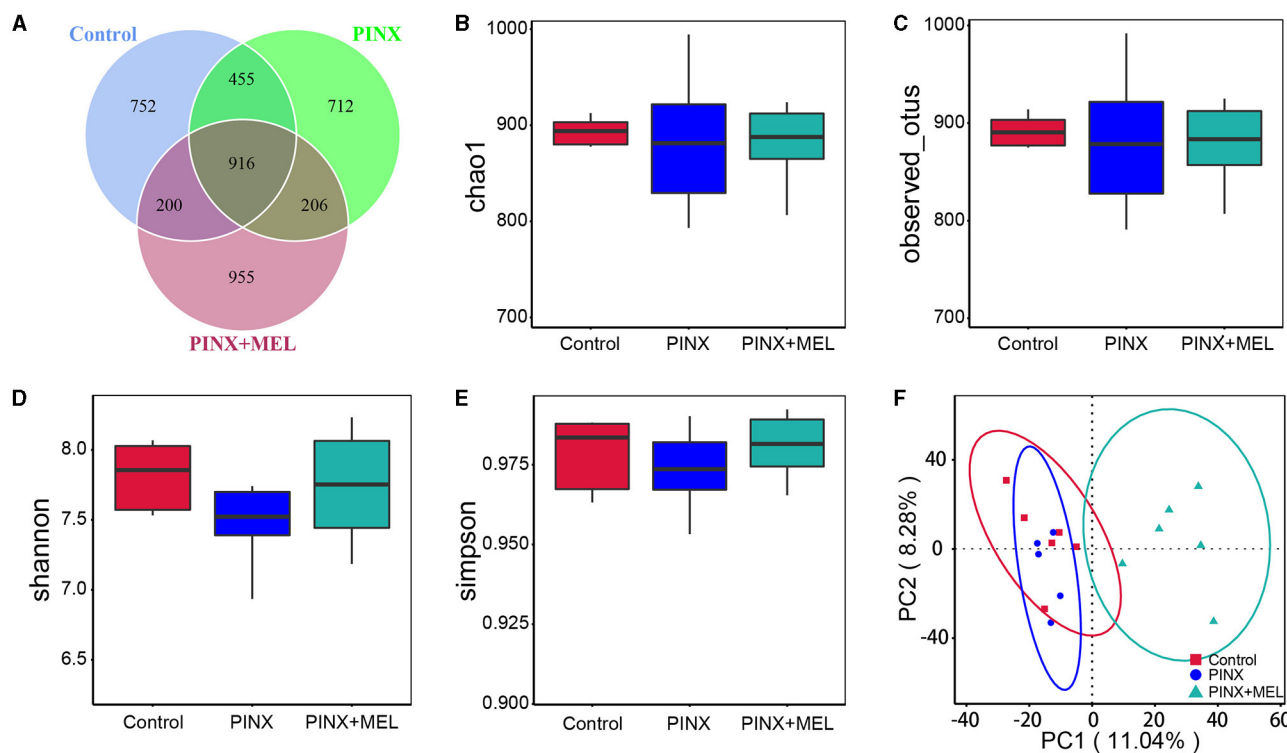 A
Control
PINX
455
752
712
916
200
206
955
PINX+MEL
B
chao1
1000
900
800
700
Control
PINX
PINX+MEL
C
observed_otus
1000
900
800
700
Control
PINX
PINX+MEL
D
shannon
8.0
7.5
7.0
6.5
Control
PINX
PINX+MEL
E
simpson
0.975
0.950
0.925
0.900
Control
PINX
PINX+MEL
F
PC2 ( 8.28% )
40
0
-40
Control
PINX
PINX+MEL
-40
-20
0
20
40
60
PC1 ( 11.04% )